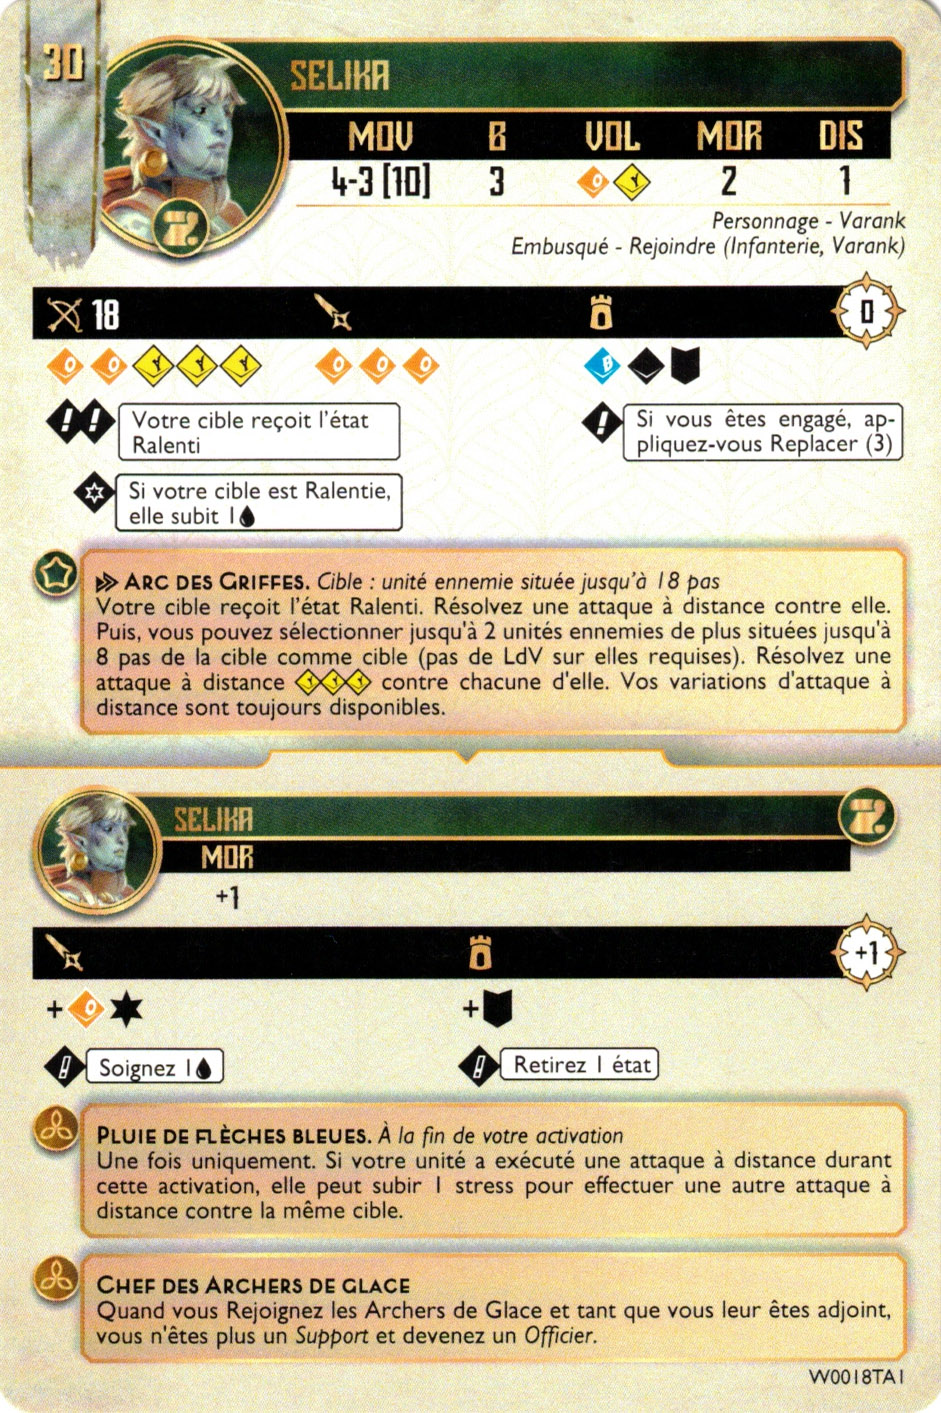 30
SELIKA
MOV B VOL MOR DIS
4-3 [10] 3 O Y 2 1
Personnage - Varank
Embusqué - Rejoindre (Infanterie, Varank)
18 0
O O Y Y Y O O O B
!! Votre cible reçoit l'état
Ralenti
! Si vous êtes engagé, ap-
pliquez-vous Replacer (3)
Si votre cible est Ralentie,
elle subit 1
ARC DES GRIFFES. Cible : unité ennemie située jusqu'à 18 pas
Votre cible reçoit l'état Ralenti. Résolvez une attaque à distance contre elle.
Puis, vous pouvez sélectionner jusqu'à 2 unités ennemies de plus situées jusqu'à
8 pas de la cible comme cible (pas de LdV sur elles requises). Résolvez une
attaque à distance Y Y Y contre chacune d'elle. Vos variations d'attaque à
distance sont toujours disponibles.
SELIKA
MOR
+1
+1
+ O +
! Soignez 1
! Retirez 1 état
PLUIE DE FLÈCHES BLEUES. À la fin de votre activation
Une fois uniquement. Si votre unité a exécuté une attaque à distance durant
cette activation, elle peut subir 1 stress pour effectuer une autre attaque à
distance contre la même cible.
CHEF DES ARCHERS DE GLACE
Quand vous Rejoignez les Archers de Glace et tant que vous leur êtes adjoint,
vous n'êtes plus un Support et devenez un Officier.
W0018TA1